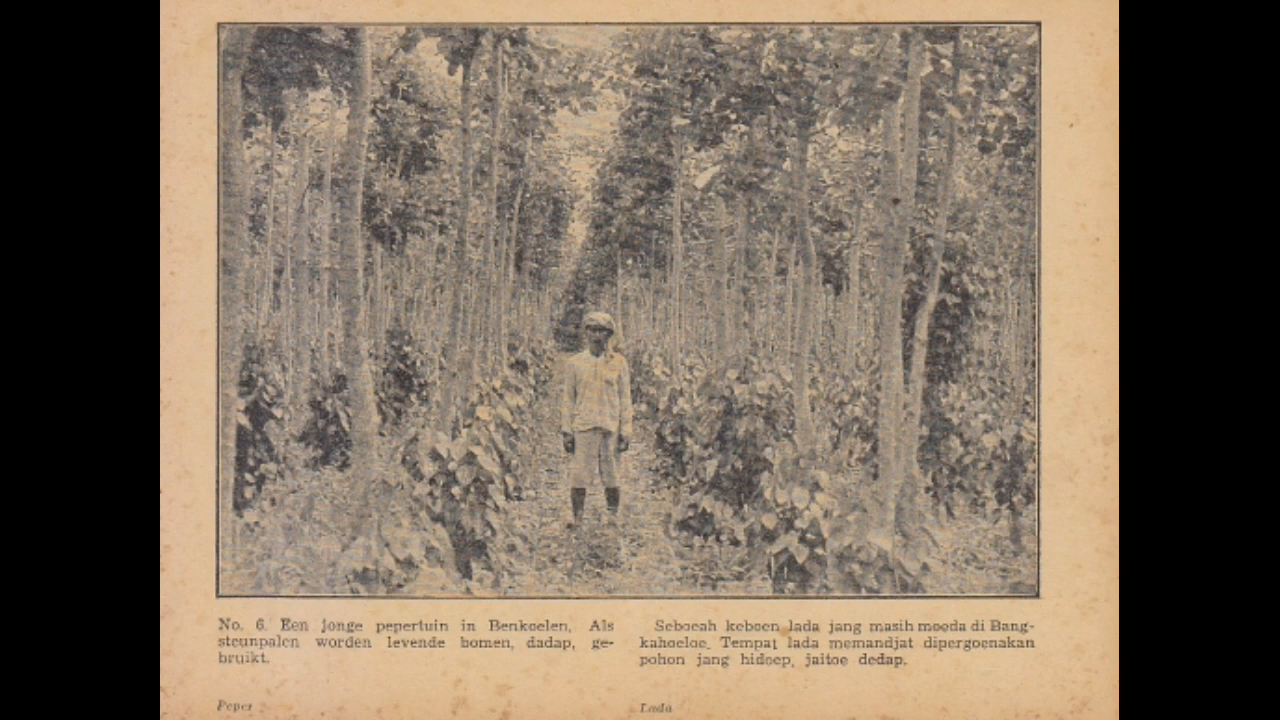 No. 6. Een jonge pepertuin in Benkoelen. Als
steunpalen worden levende bomen, dadap, ge-
bruikt.
Seboeah keboen lada jang masih moeda di Bang-
kahoeloe. Tempat lada memandjat dipergoenakan
pohon jang hidoep, jaitoe dedap.
Peper
Lada